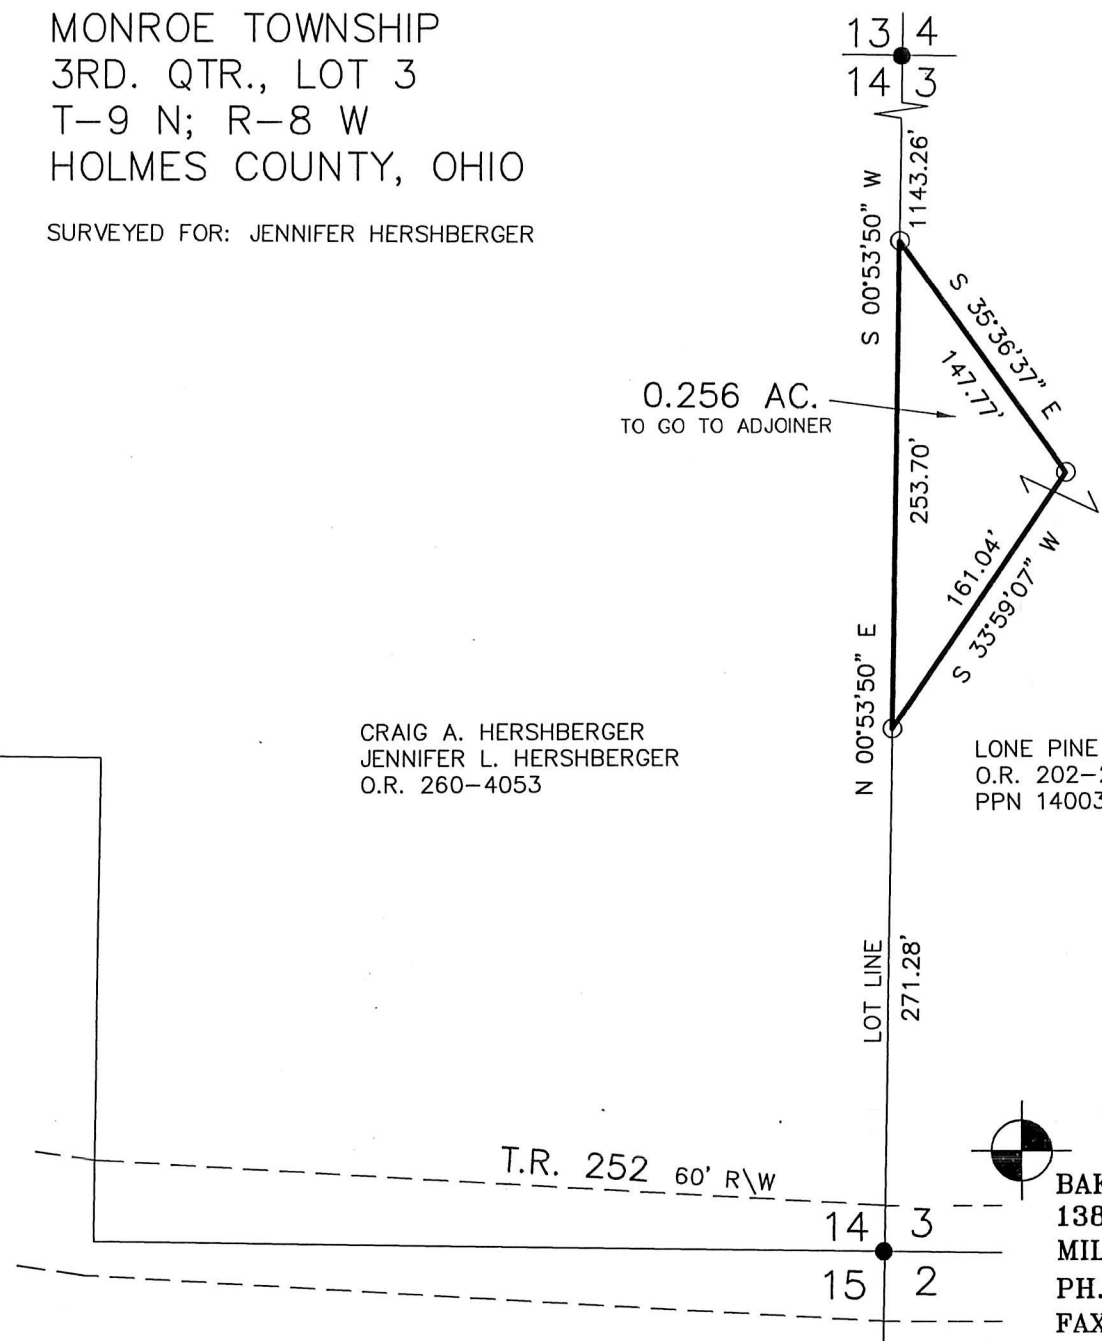 MONROE TOWNSHIP
3RD. QTR., LOT 3
T-9 N; R-8 W
HOLMES COUNTY, OHIO
SURVEYED FOR: JENNIFER HERSHBERGER
13 4
14 3
1143.26'
S 00°53'50" W
S 35°36'37" E
147.77'
0.256 AC.
TO GO TO ADJOINER
253.70'
161.04'
S 33°59'07" W
N 00°53'50" E
CRAIG A. HERSHBERGER
JENNIFER L. HERSHBERGER
O.R. 260-4053
LONE PINE
O.R. 202-
PPN 14003
LOT LINE
271.28'
T.R. 252 60' R\W
14 3
15 2
138
MIL
PH.
FAX